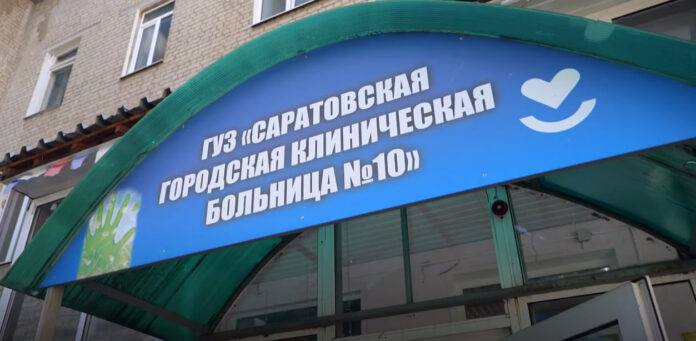 ГУЗ «САРАТОВСКАЯ
ГОРОДСКАЯ КЛИНИЧЕСКАЯ
БОЛЬНИЦА №10»